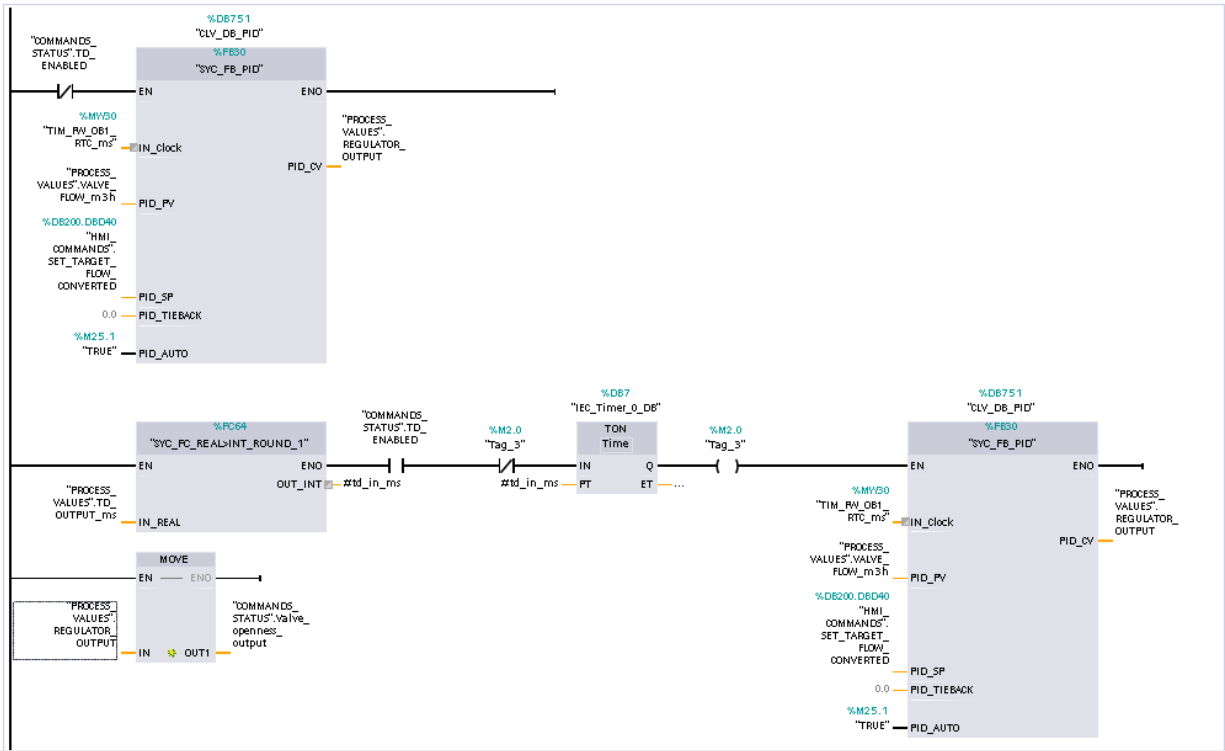 %DB751
"CLV_DB_PID"
"COMMANDS_
STATUS".TD_
ENABLED
%FB30
"SYC_FB_PID"
EN
ENO
%MW30
"TIM_RW_OB1_
RTC_ms"
IN_Clock
"PROCESS_
VALUES".
REGULATOR_
OUTPUT
PID_CV
"PROCESS_
VALUES".VALVE_
FLOW_m3h
PID_PV
%DB200.DBD40
"HMI_
COMMANDS".
SET_TARGET_
FLOW_
CONVERTED
PID_SP
0.0
PID_TIEBACK
%M25.1
"TRUE"
PID_AUTO
%FC64
"SYC_FC_REAL>INT_ROUND_1"
EN
ENO
OUT_INT
#td_in_ms
"PROCESS_
VALUES".TD_
OUTPUT_ms
IN_REAL
"COMMANDS_
STATUS".TD_
ENABLED
%M2.0
"Tag_3"
%DB7
"IEC_Timer_0_DB"
TON
Time
IN
Q
#td_in_ms
PT
ET
...
%M2.0
"Tag_3"
%DB751
"CLV_DB_PID"
%FB30
"SYC_FB_PID"
EN
ENO
%MW30
"TIM_RW_OB1_
RTC_ms"
IN_Clock
"PROCESS_
VALUES".
REGULATOR_
OUTPUT
PID_CV
"PROCESS_
VALUES".VALVE_
FLOW_m3h
PID_PV
%DB200.DBD40
"HMI_
COMMANDS".
SET_TARGET_
FLOW_
CONVERTED
PID_SP
0.0
PID_TIEBACK
%M25.1
"TRUE"
PID_AUTO
MOVE
EN
ENO
"PROCESS_
VALUES".
REGULATOR_
OUTPUT
IN
OUT1
"COMMANDS_
STATUS".Valve_
openness_
output